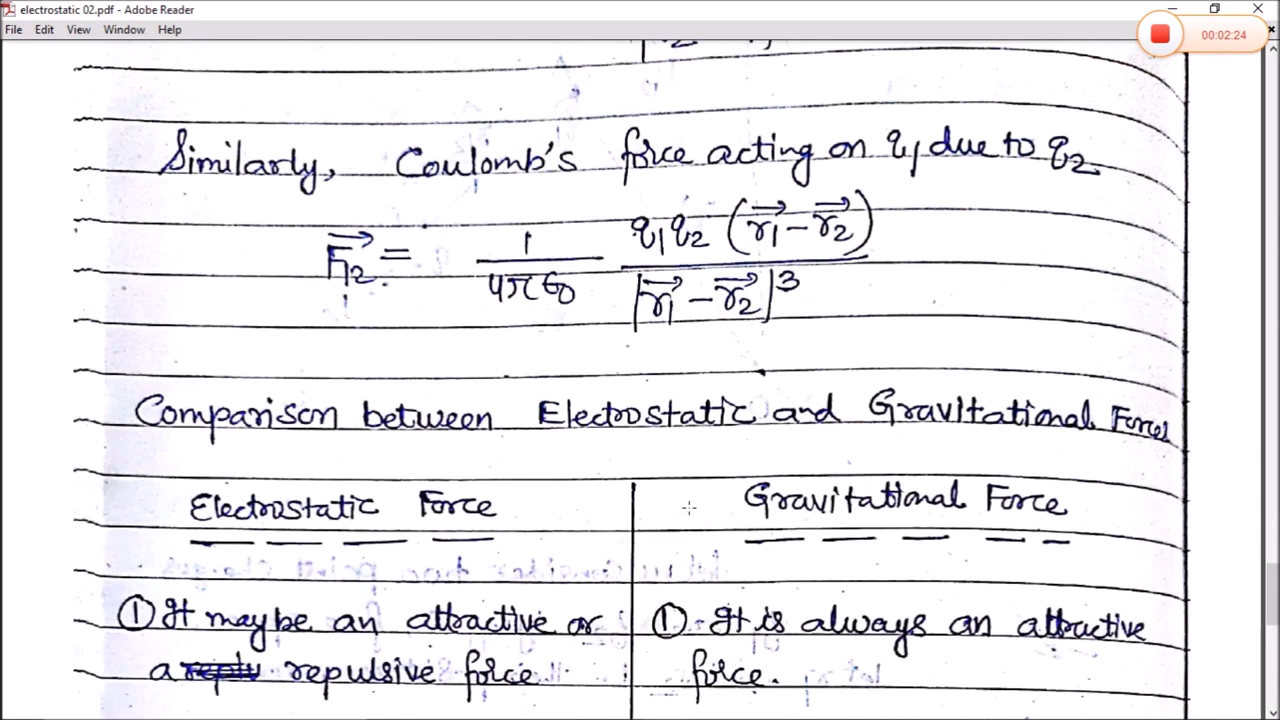 electrostatic 02.pdf - Adobe Reader
File Edit View Window Help
00:02:24
Similarly, Coulomb's force acting on q1 due to q2
F12 = 1/4πε0 q1q2 (r1 - r2) / |r1 - r2|^3
Comparison between Electrostatic and Gravitational Forces
Electrostatic Force
Gravitational Force
① It may be an attractive or
a repulsive force
① It is always an attractive
force.